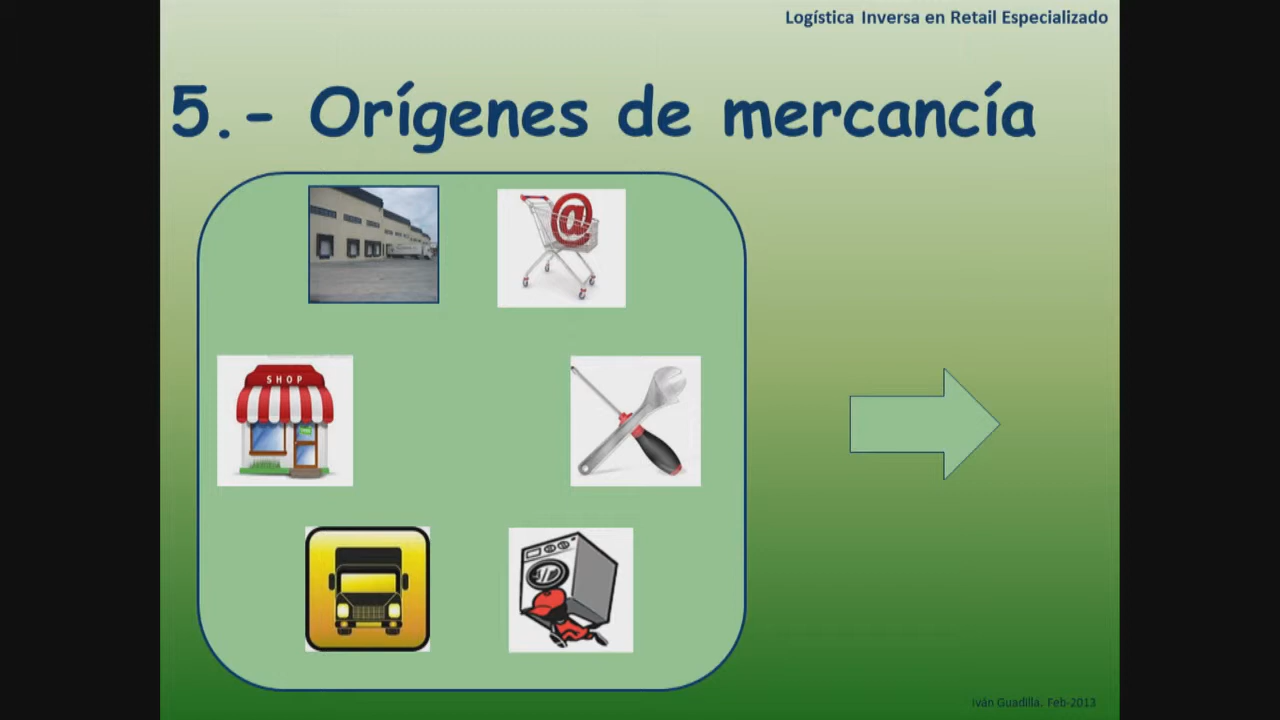 Logística Inversa en Retail Especializado
5.- Orígenes de mercancía
@
SHOP
Iván Guadilla. Feb-2013